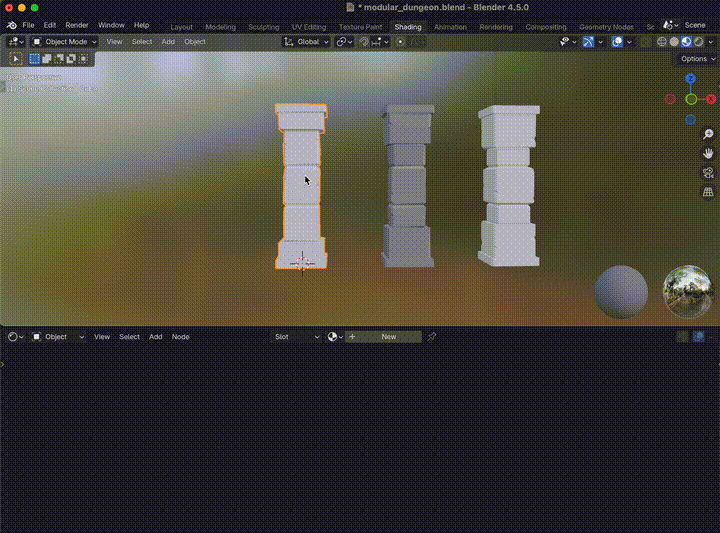 * modular_dungeon.blend - Blender 4.5.0
File Edit Render Window Help
Layout Modeling Sculpting UV Editing Texture Paint Shading Animation Rendering Compositing Geometry Nodes Sc
Scene
Object Mode View Select Add Object
Global
Options
Z
X
Object View Select Add Node
Slot
New